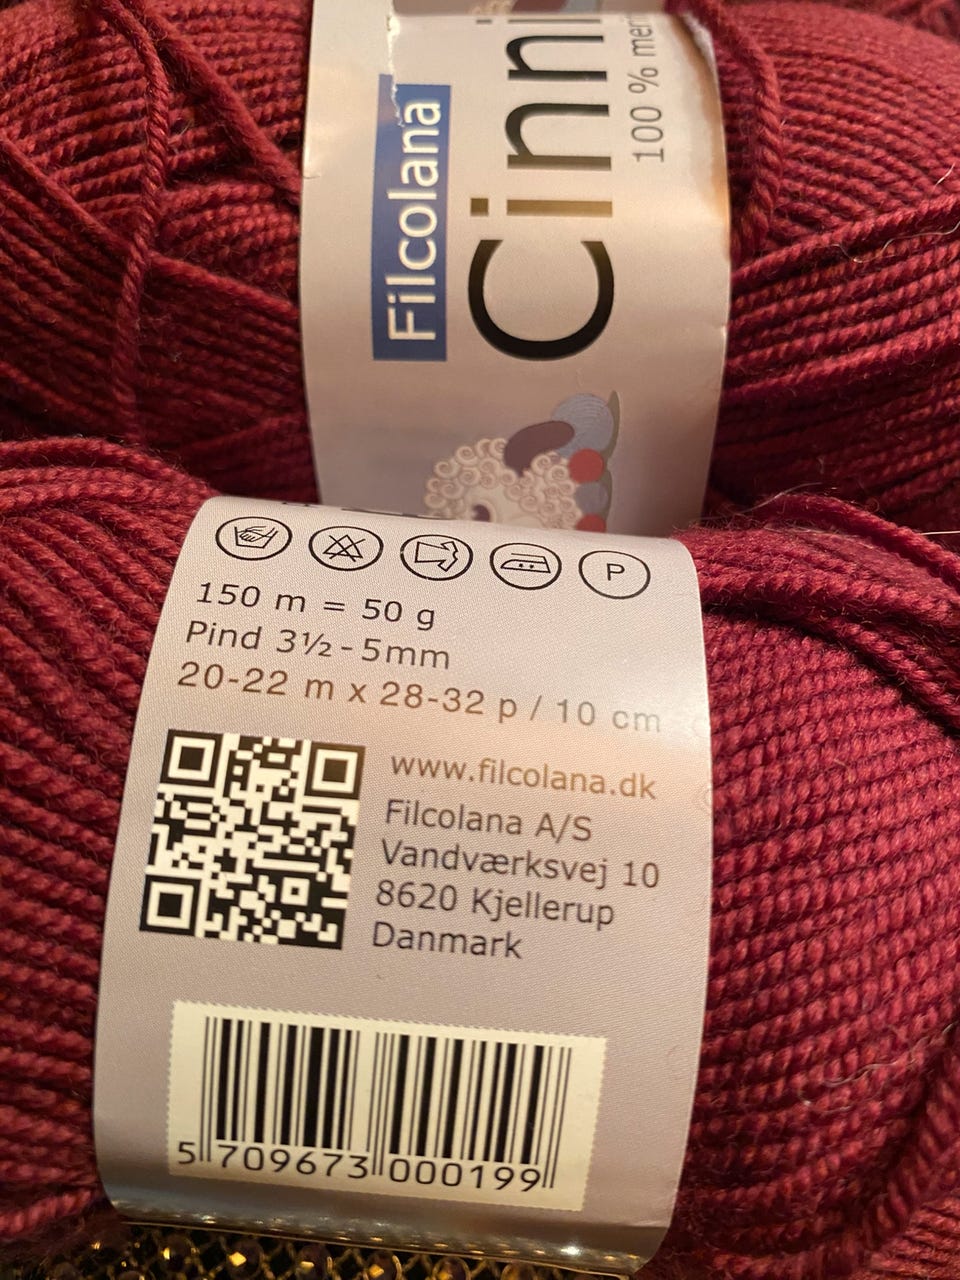 Filcolana
Cinni
100 % meri
P
150 m = 50 g
Pind 3½-5mm
20-22 m x 28-32 p / 10 cm
www.filcolana.dk
Filcolana A/S
Vandværksvej 10
8620 Kjellerup
Danmark
5 709673 000199